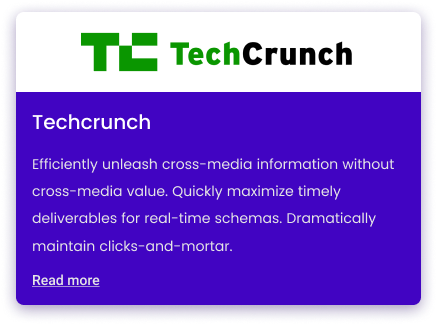 TC TechCrunch
Techcrunch
Efficiently unleash cross-media information without
cross-media value. Quickly maximize timely
deliverables for real-time schemas. Dramatically
maintain clicks-and-mortar.
Read more